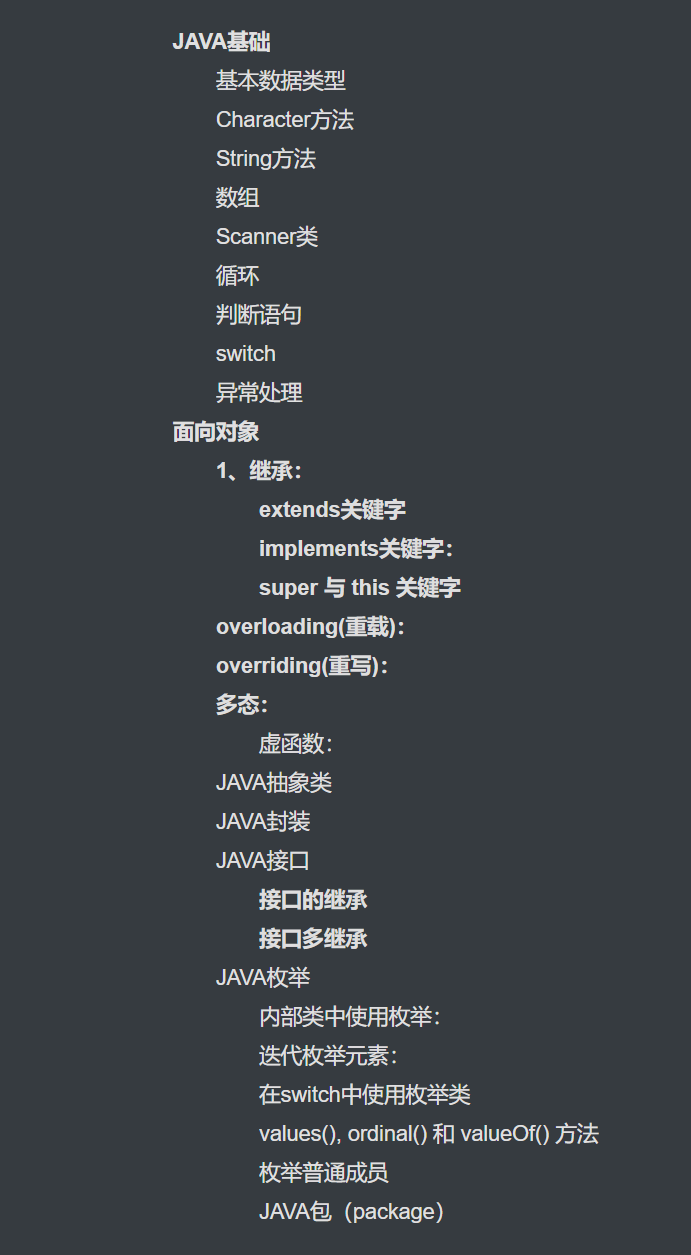 JAVA基础
基本数据类型
Character方法
String方法
数组
Scanner类
循环
判断语句
switch
异常处理
面向对象
1、继承：
extends关键字
implements关键字：
super 与 this 关键字
overloading(重载)：
overriding(重写)：
多态：
虚函数：
JAVA抽象类
JAVA封装
JAVA接口
接口的继承
接口多继承
JAVA枚举
内部类中使用枚举：
迭代枚举元素：
在switch中使用枚举类
values(), ordinal() 和 valueOf() 方法
枚举普通成员
JAVA包（package）